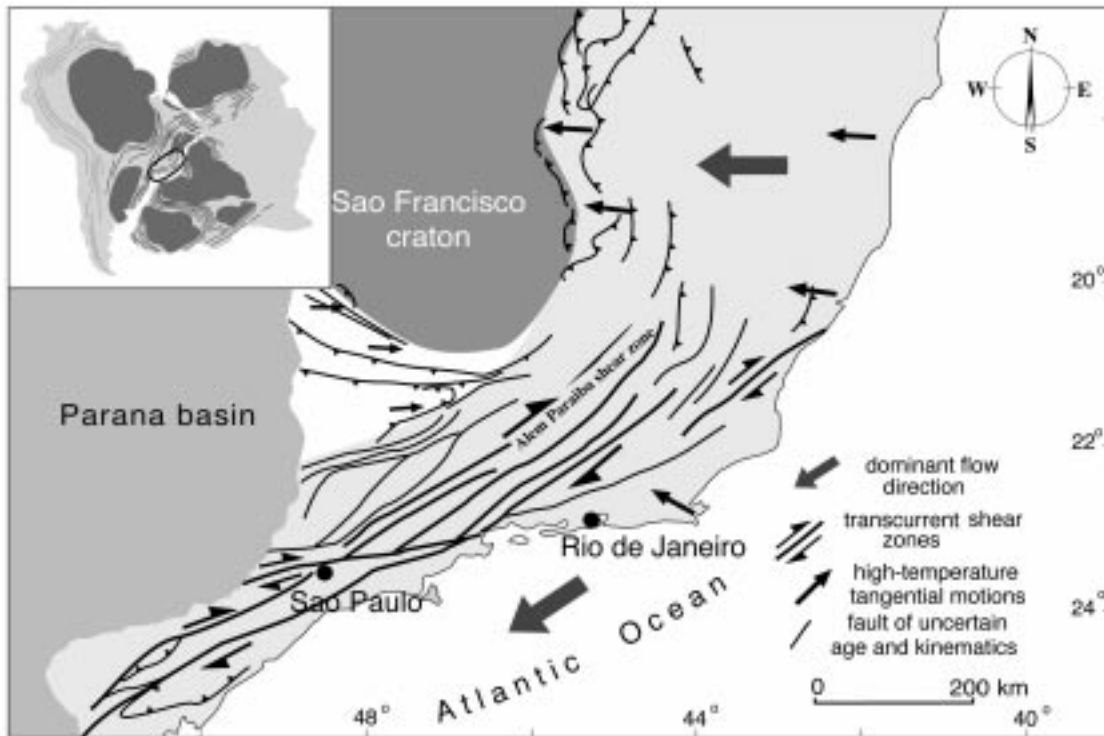 N
W
E
S
Sao Francisco
craton
20°
Parana basin
Alem Paraiba shear zone
22°
dominant flow
direction
transcurrent shear
zones
Rio de Janeiro
high-temperature
tangential motions
Sao Paulo
24°
fault of uncertain
age and kinematics
Atlantic Ocean
0
200 km
48°
44°
40°